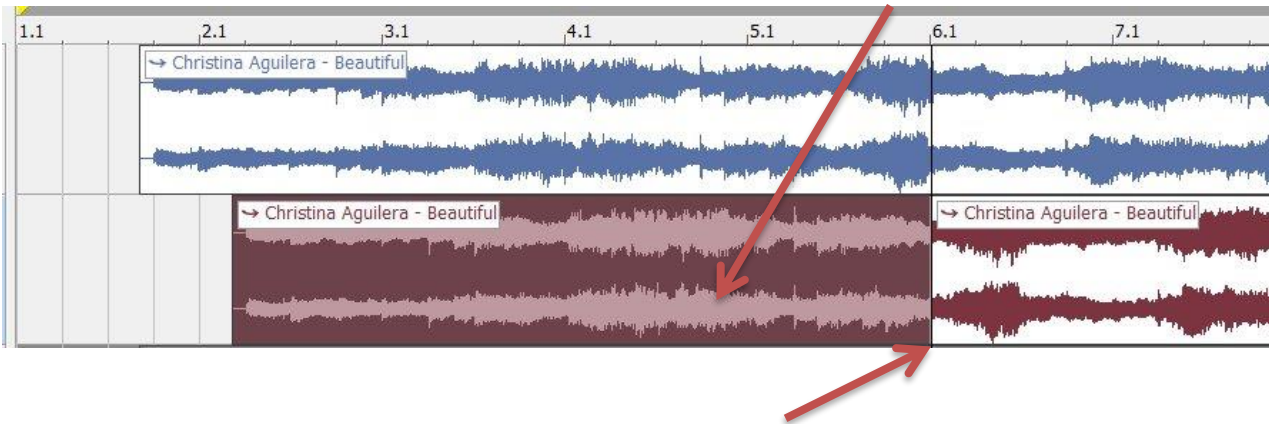 1.1 2.1 3.1 4.1 5.1 6.1 7.1
Christina Aguilera - Beautiful
Christina Aguilera - Beautiful Christina Aguilera - Beautiful